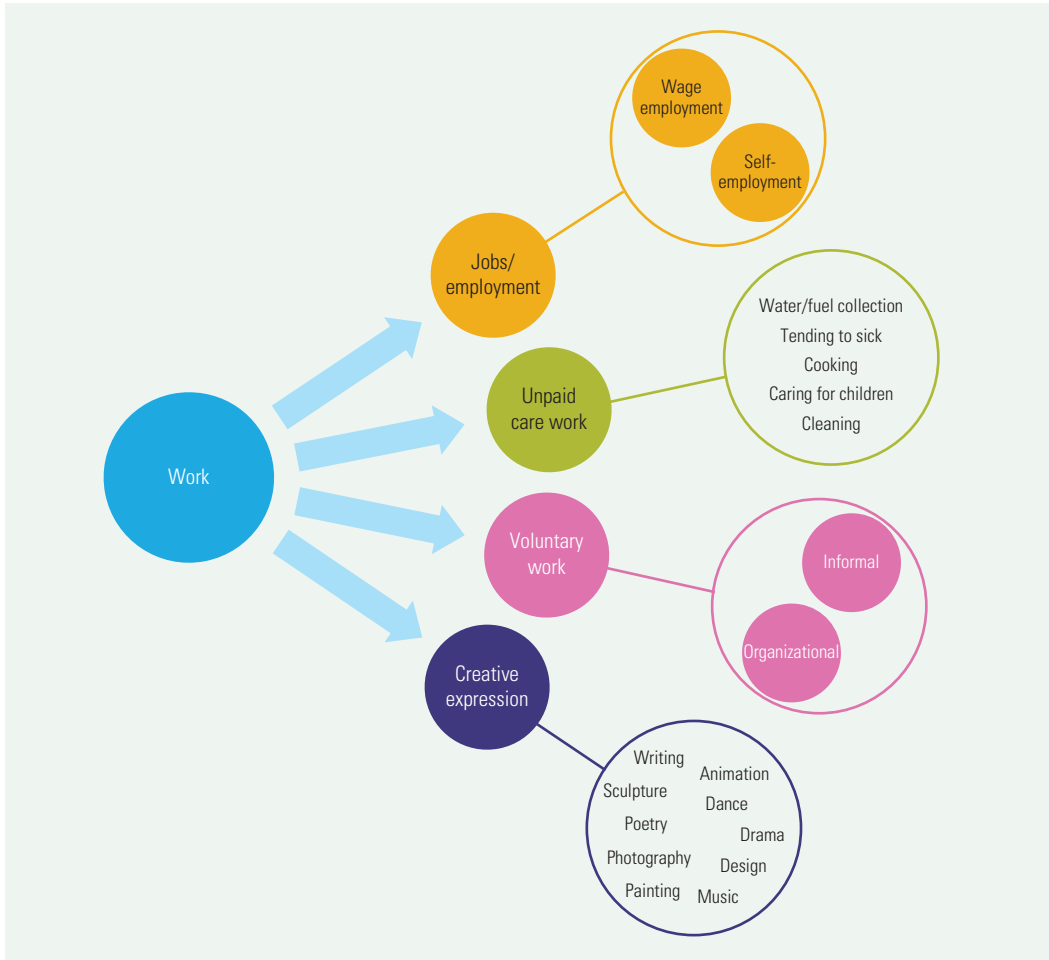 Wage
employment
Self-
employment
Jobs/
employment
Water/fuel collection
Tending to sick
Cooking
Caring for children
Cleaning
Unpaid
care work
Work
Voluntary
work
Informal
Organizational
Creative
expression
Writing
Animation
Sculpture
Dance
Poetry
Drama
Photography
Design
Painting
Music